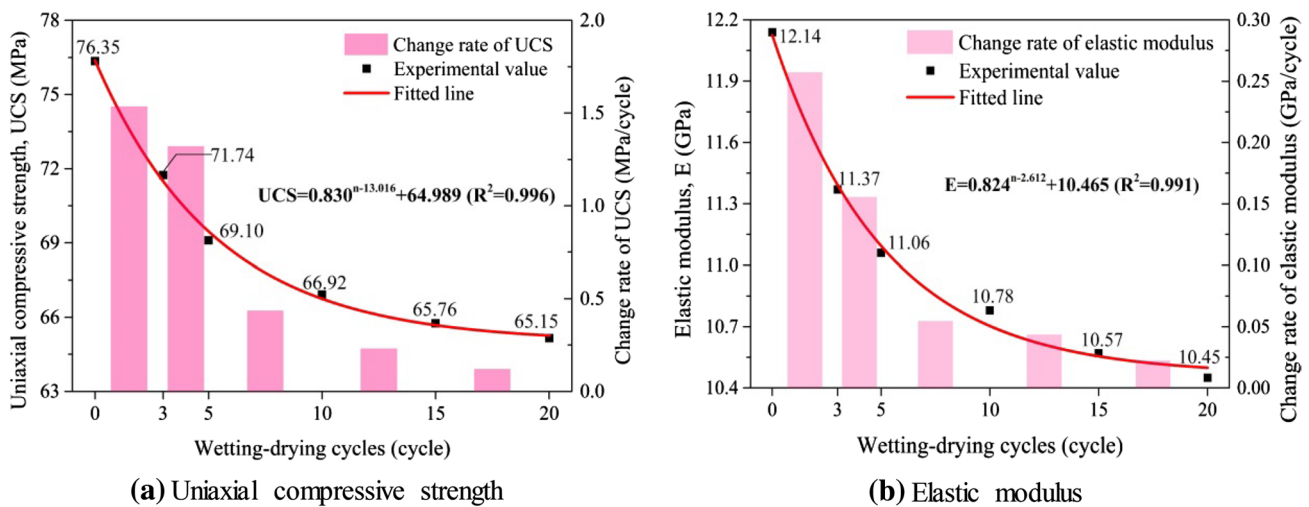 78
75
72
69
66
63
Uniaxial compressive strength, UCS (MPa)
76.35
71.74
69.10
66.92
65.76
65.15
Change rate of UCS
Experimental value
Fitted line
UCS=0.830ⁿ⁻¹³·⁰¹⁶+64.989 (R²=0.996)
2.0
1.5
1.0
0.5
0.0
Change rate of UCS (MPa/cycle)
0 3 5 10 15 20
Wetting-drying cycles (cycle)
(a) Uniaxial compressive strength
12.2
11.9
11.6
11.3
11.0
10.7
10.4
Elastic modulus, E (GPa)
12.14
11.37
11.06
10.78
10.57
10.45
Change rate of elastic modulus
Experimental value
Fitted line
E=0.824ⁿ⁻²·⁶¹²+10.465 (R²=0.991)
0.30
0.25
0.20
0.15
0.10
0.05
0.00
Change rate of elastic modulus (GPa/cycle)
0 3 5 10 15 20
Wetting-drying cycles (cycle)
(b) Elastic modulus